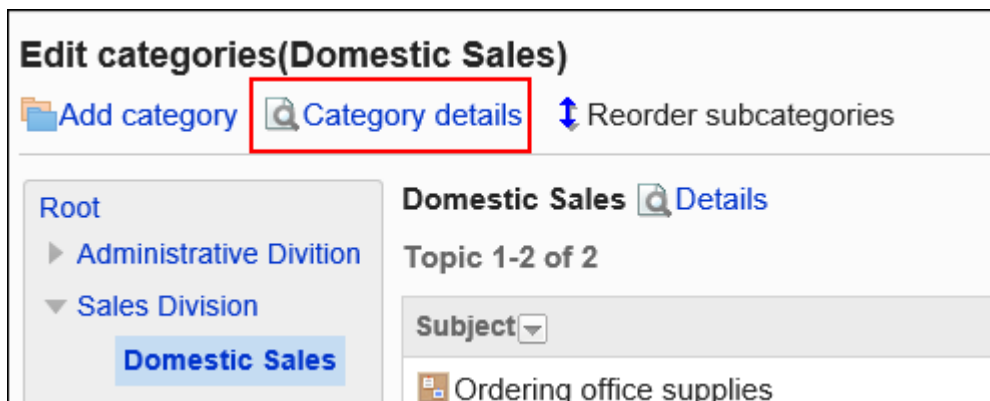 Edit categories(Domestic Sales)
Add category Category details Reorder subcategories
Root
Administrative Divition
Sales Division
Domestic Sales
Domestic Sales Details
Topic 1-2 of 2
Subject
Ordering office supplies